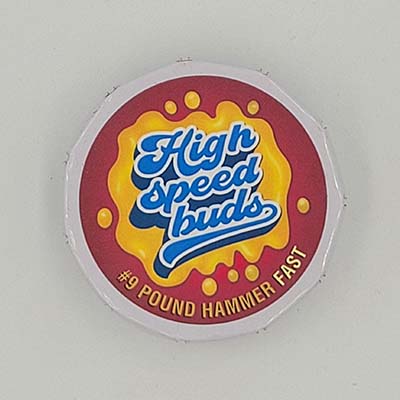 High
speed
buds
#9 POUND HAMMER FAST